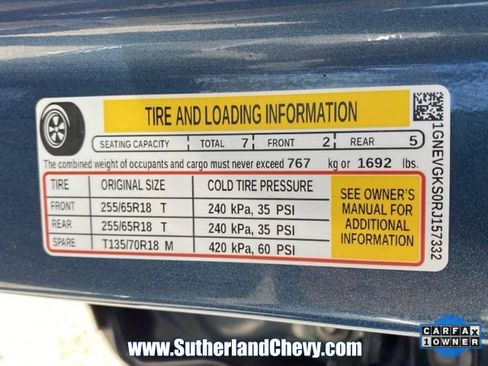 TIRE AND LOADING INFORMATION
SEATING CAPACITY TOTAL 7 FRONT 2 REAR 5
The combined weight of occupants and cargo must never exceed 767 kg or 1692 lbs.
TIRE ORIGINAL SIZE COLD TIRE PRESSURE
FRONT 255/65R18 T 240 kPa, 35 PSI
REAR 255/65R18 T 240 kPa, 35 PSI
SPARE T135/70R18 M 420 kPa, 60 PSI
SEE OWNER'S
MANUAL FOR
ADDITIONAL
INFORMATION
1GNEVGKS0RJ157332
www.SutherlandChevy.com
CARFAX
1 OWNER